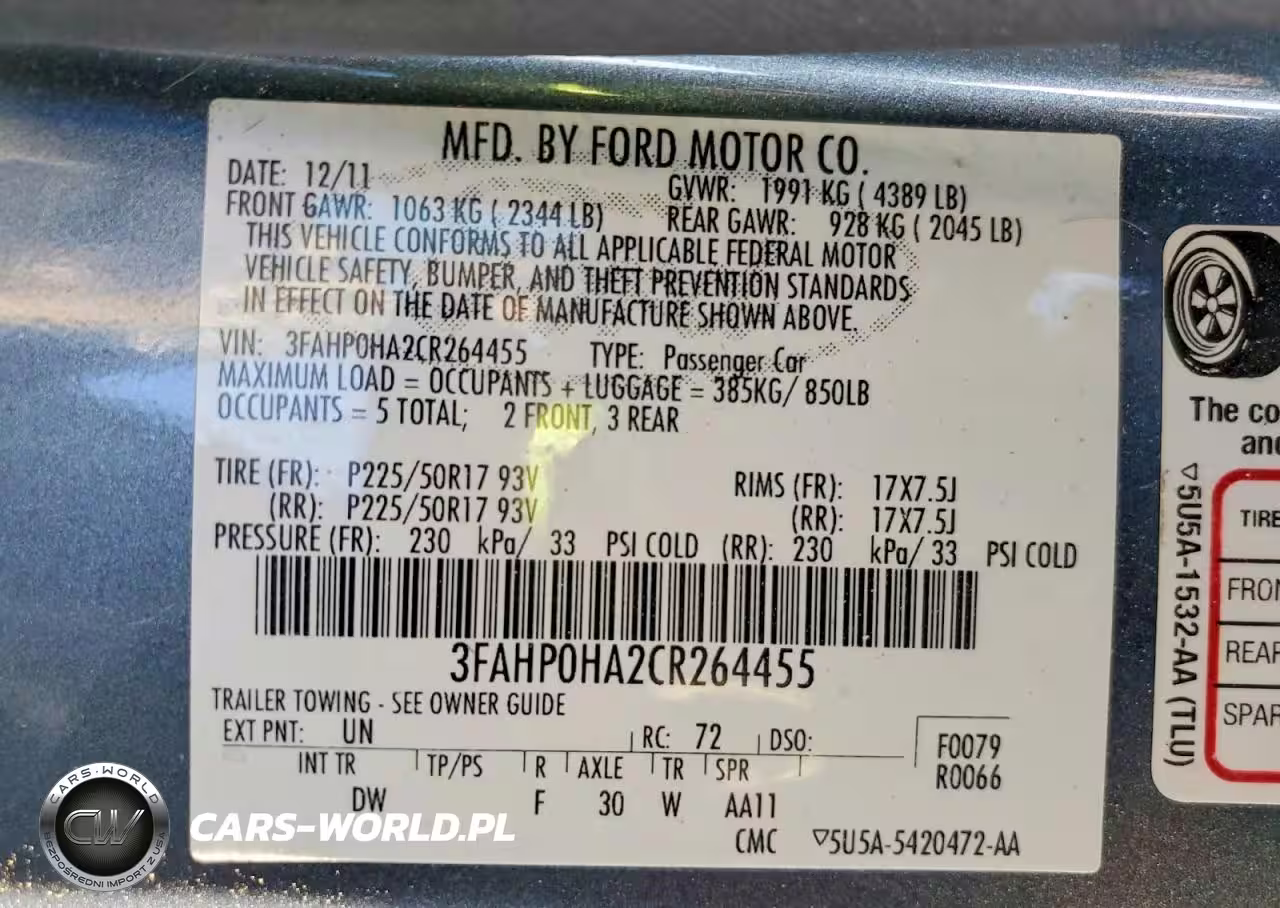 MFD. BY FORD MOTOR CO.
DATE: 12/11
GVWR: 1991 KG ( 4389 LB)
FRONT GAWR: 1063 KG ( 2344 LB)
REAR GAWR: 928 KG ( 2045 LB)
THIS VEHICLE CONFORMS TO ALL APPLICABLE FEDERAL MOTOR
VEHICLE SAFETY, BUMPER, AND THEFT PREVENTION STANDARDS
IN EFFECT ON THE DATE OF MANUFACTURE SHOWN ABOVE.
VIN: 3FAHP0HA2CR264455 TYPE: Passenger Car
MAXIMUM LOAD = OCCUPANTS + LUGGAGE = 385KG/ 850LB
OCCUPANTS = 5 TOTAL; 2 FRONT, 3 REAR
TIRE (FR): P225/50R17 93V RIMS (FR): 17X7.5J
(RR): P225/50R17 93V (RR): 17X7.5J
PRESSURE (FR): 230 kPa/ 33 PSI COLD (RR): 230 kPa/ 33 PSI COLD
3FAHP0HA2CR264455
TRAILER TOWING - SEE OWNER GUIDE
EXT PNT: UN RC: 72 DSO:
F0079
R0066
INT TR TP/PS R AXLE TR SPR
DW F 30 W AA11
CMC ▽5U5A-5420472-AA
The co
and
▽5U5A-1532-AA (TLU)
TIRE
FRON
REAR
SPAR
CARS-WORLD
CW
BEZPOŚREDNI IMPORT Z USA
CARS-WORLD.PL